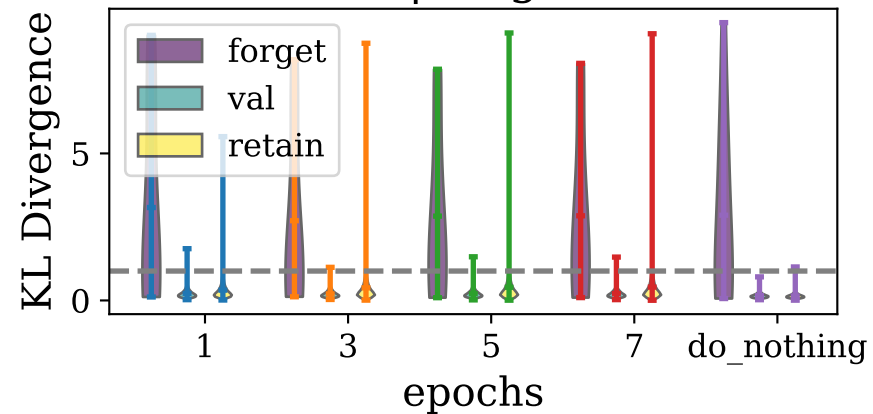 KL Divergence
5
0
forget
val
retain
1 3 5 7 do_nothing
epochs